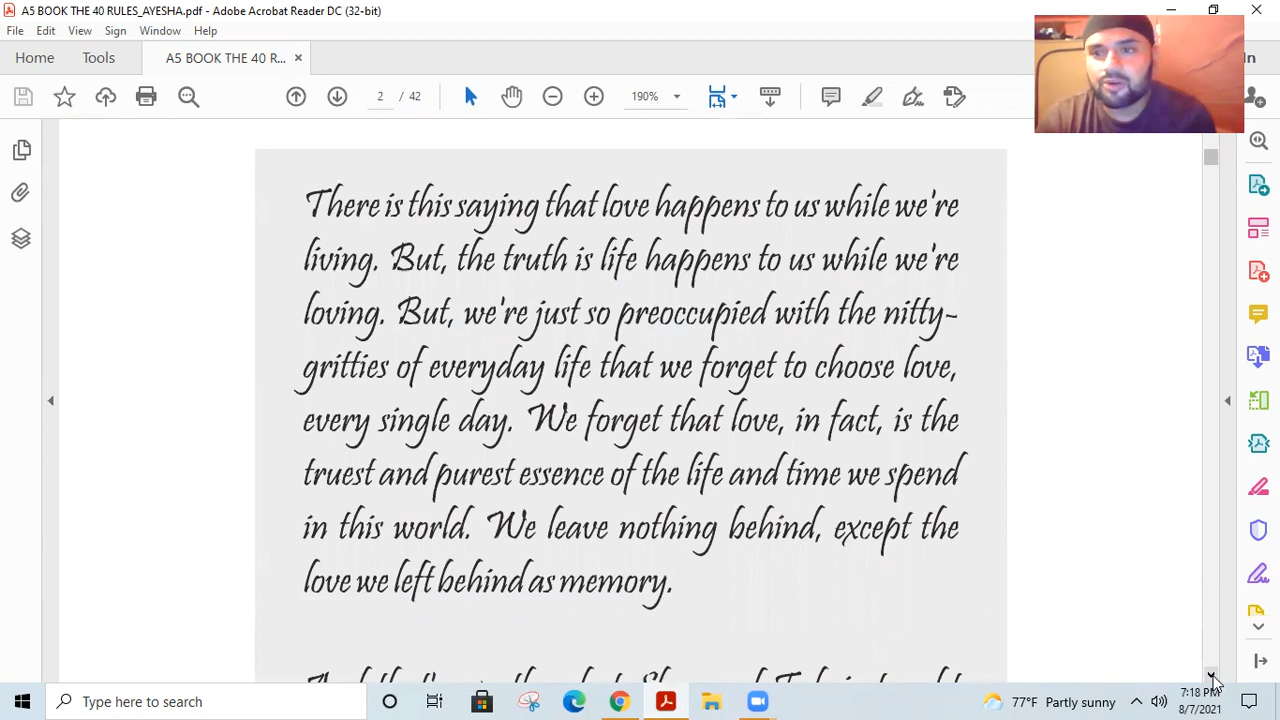 A5 BOOK THE 40 RULES_AYESHA.pdf - Adobe Acrobat Reader DC (32-bit)
File Edit View Sign Window Help
Home Tools A5 BOOK THE 40 R... ×
2 / 42 190%
There is this saying that love happens to us while we're
living. But, the truth is life happens to us while we're
loving. But, we're just so preoccupied with the nitty-
gritties of everyday life that we forget to choose love,
every single day. We forget that love, in fact, is the
truest and purest essence of the life and time we spend
in this world. We leave nothing behind, except the
love we left behind as memory.
Type here to search
77°F Partly sunny
7:18 PM
8/7/2021